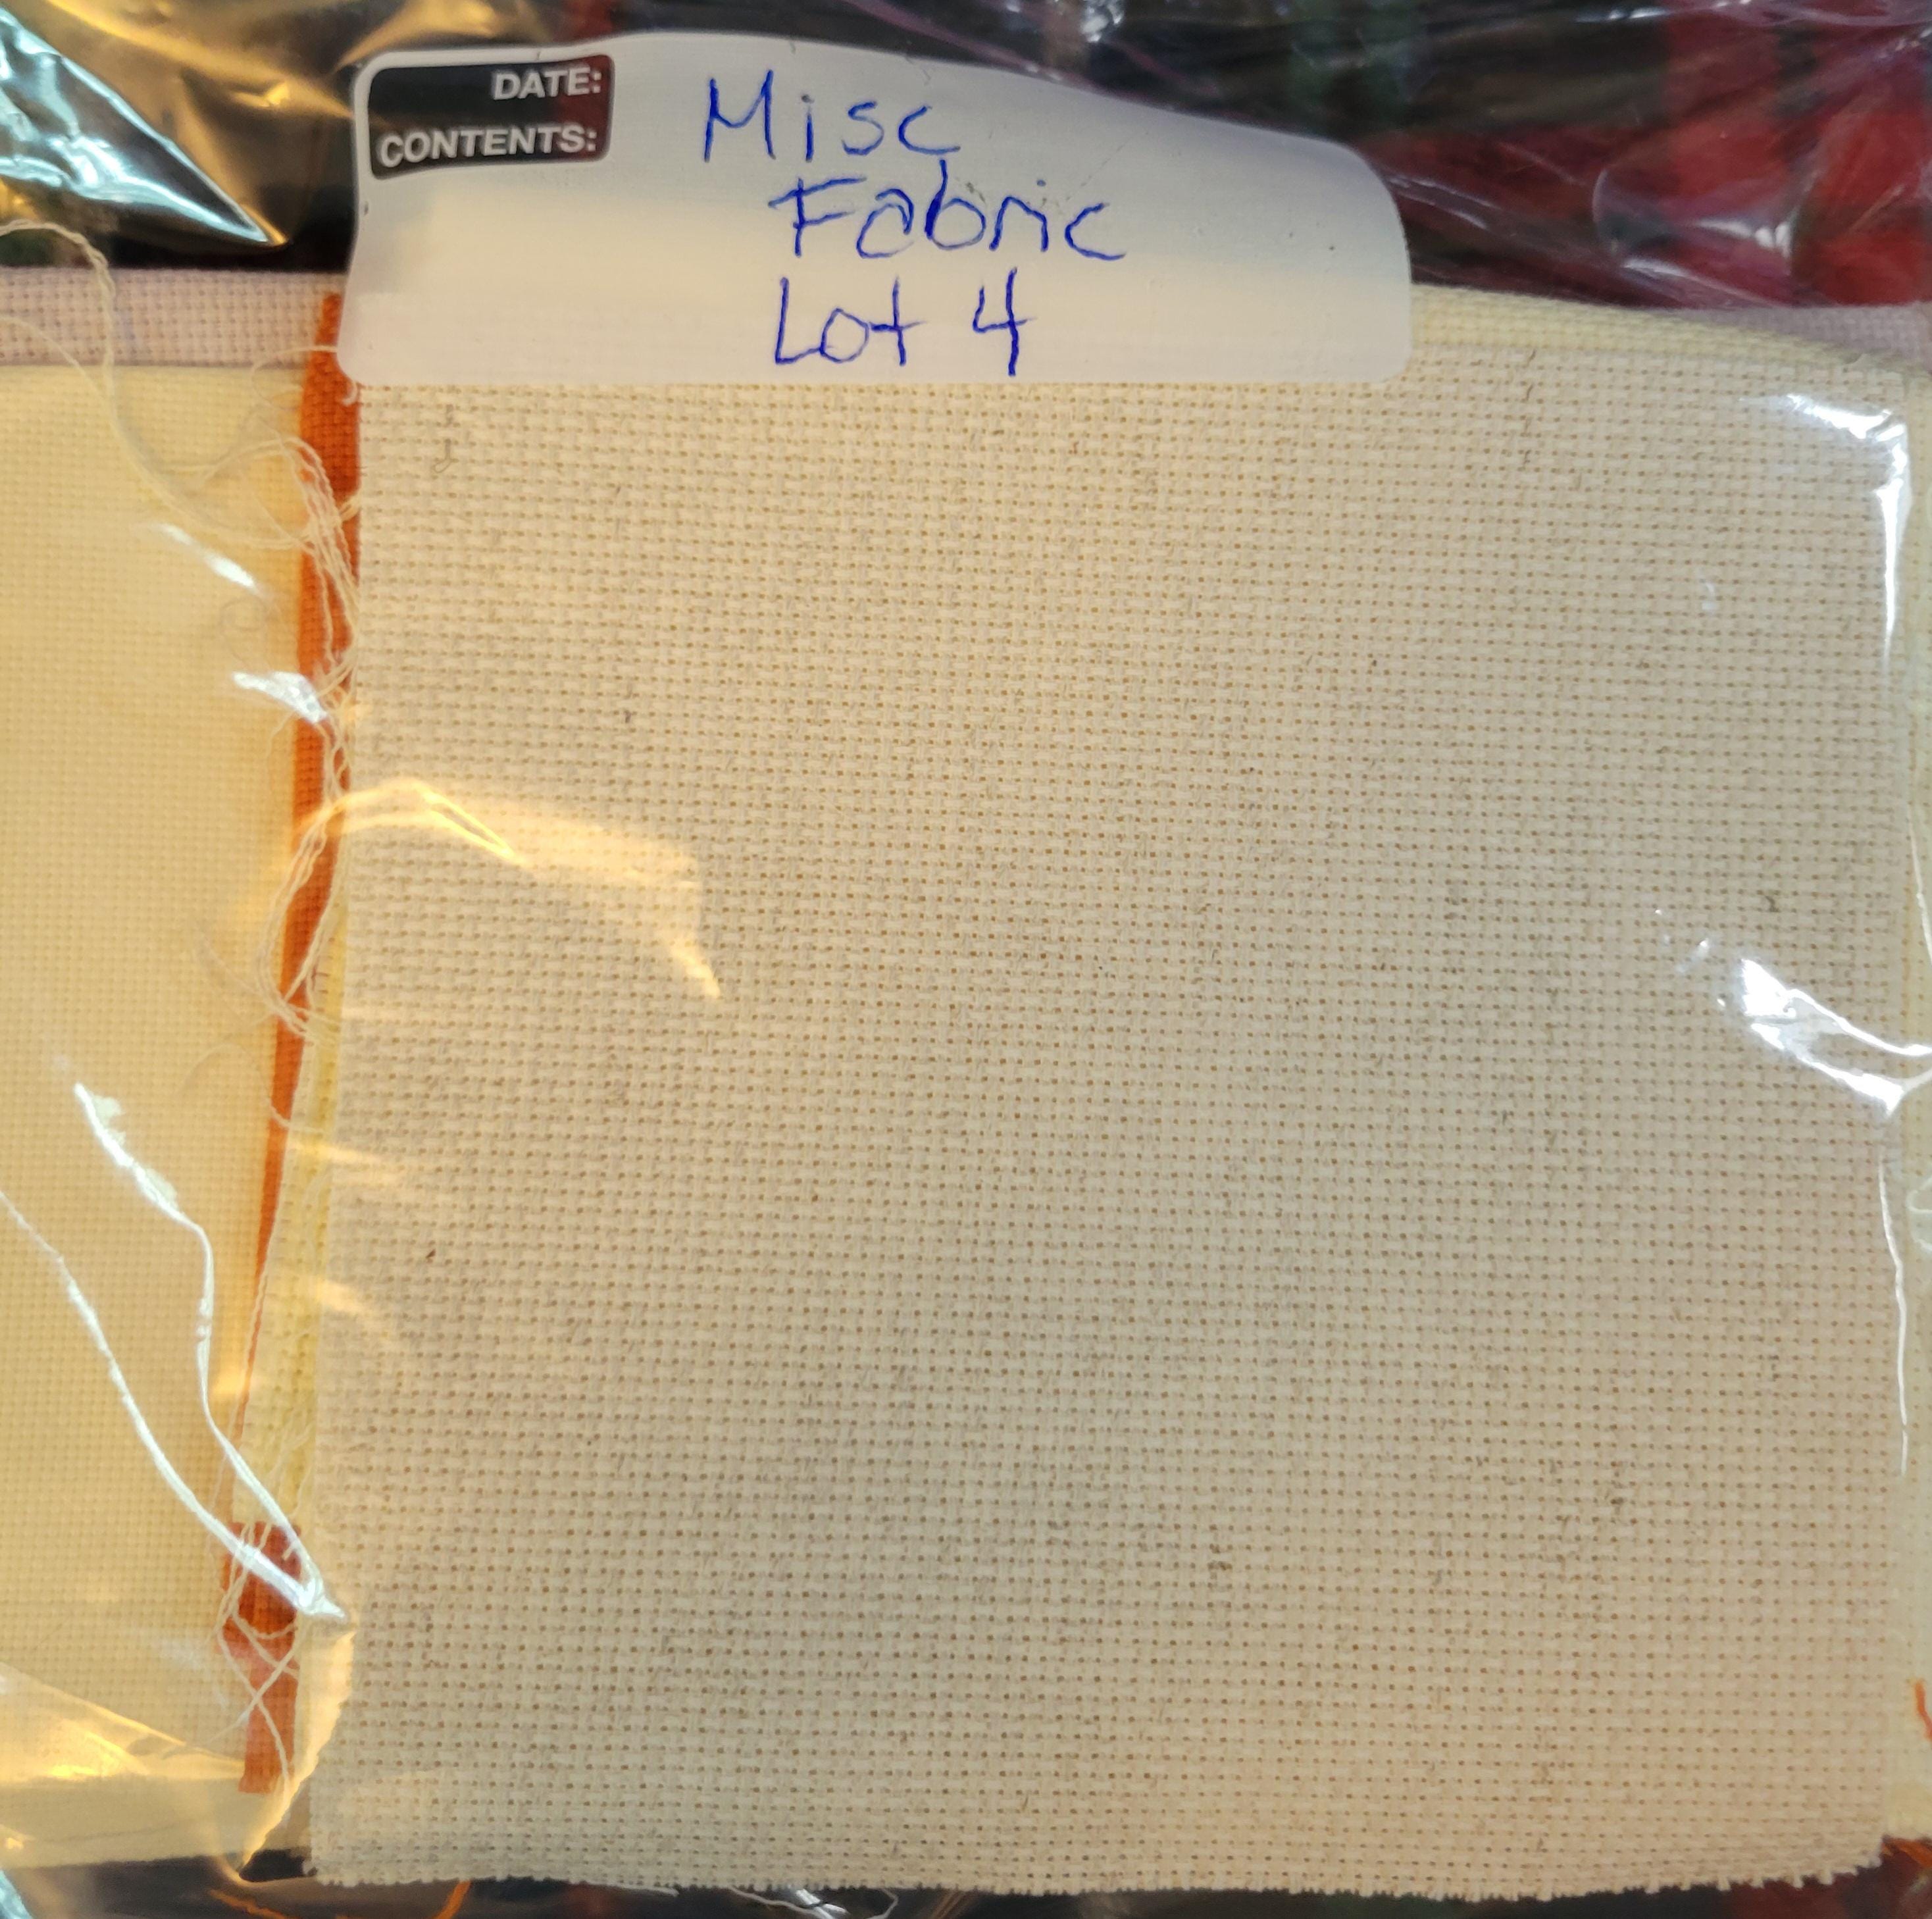 DATE:
CONTENTS:
Misc
Fabric
Lot 4